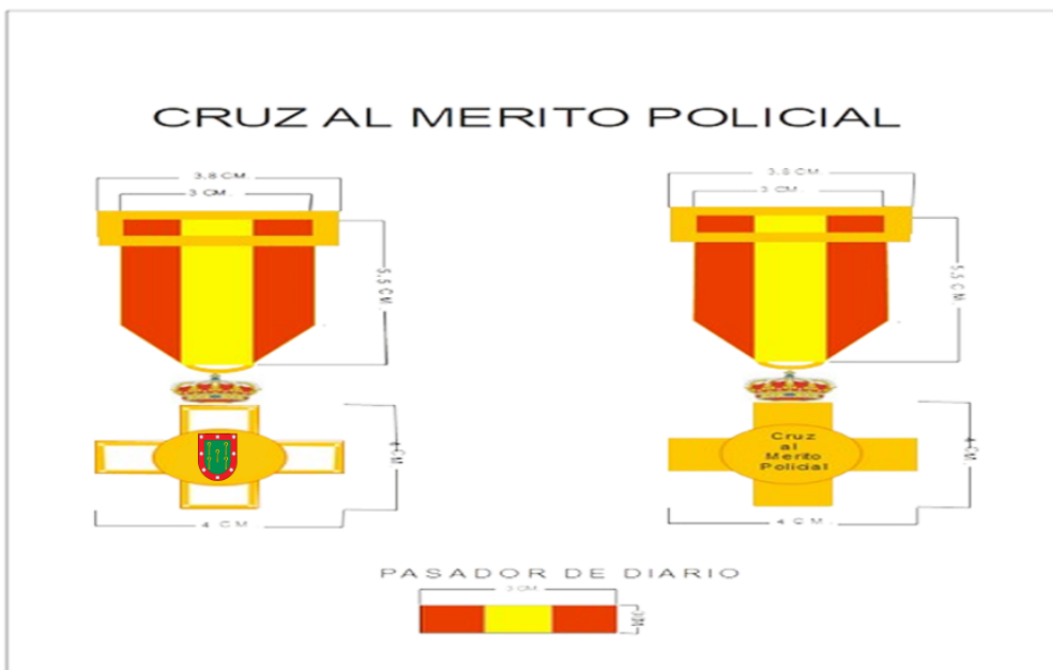 CRUZ AL MERITO POLICIAL
3,8 CM.
3 CM.
5,5 CM.
4 CM.
4 CM.
3,8 CM.
3 CM.
5,5 CM.
Cruz
al
Merito
Policial
4 CM.
4 CM.
PASADOR DE DIARIO
3 CM.